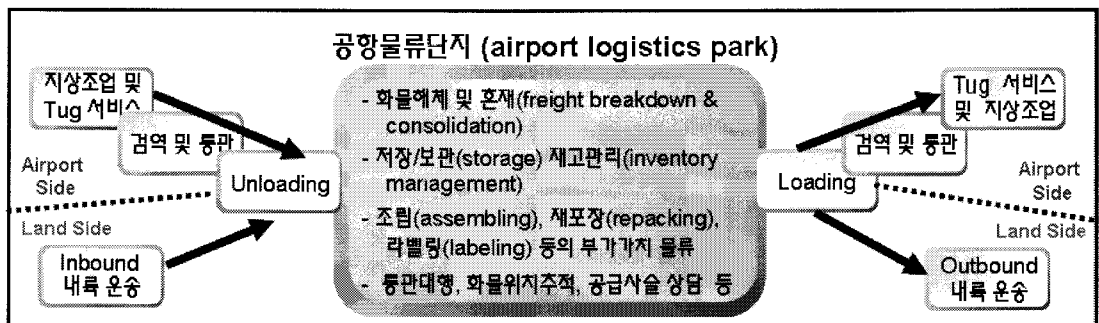 공항물류단지 (airport logistics park)
지상조업 및
Tug 서비스
검역 및 통관
Airport
Side
Unloading
Land Side
Inbound
내륙 운송
- 화물해체 및 혼재(freight breakdown &
consolidation)
- 저장/보관(storage) 재고관리(inventory
management)
- 조립(assembling), 재포장(repacking),
라벨링(labeling) 등의 부가가치 물류
- 통관대행, 화물위치추적, 공급사슬 상담 등
Tug 서비스
및 지상조업
검역 및 통관
Loading
Airport
Side
Land Side
Outbound
내륙 운송